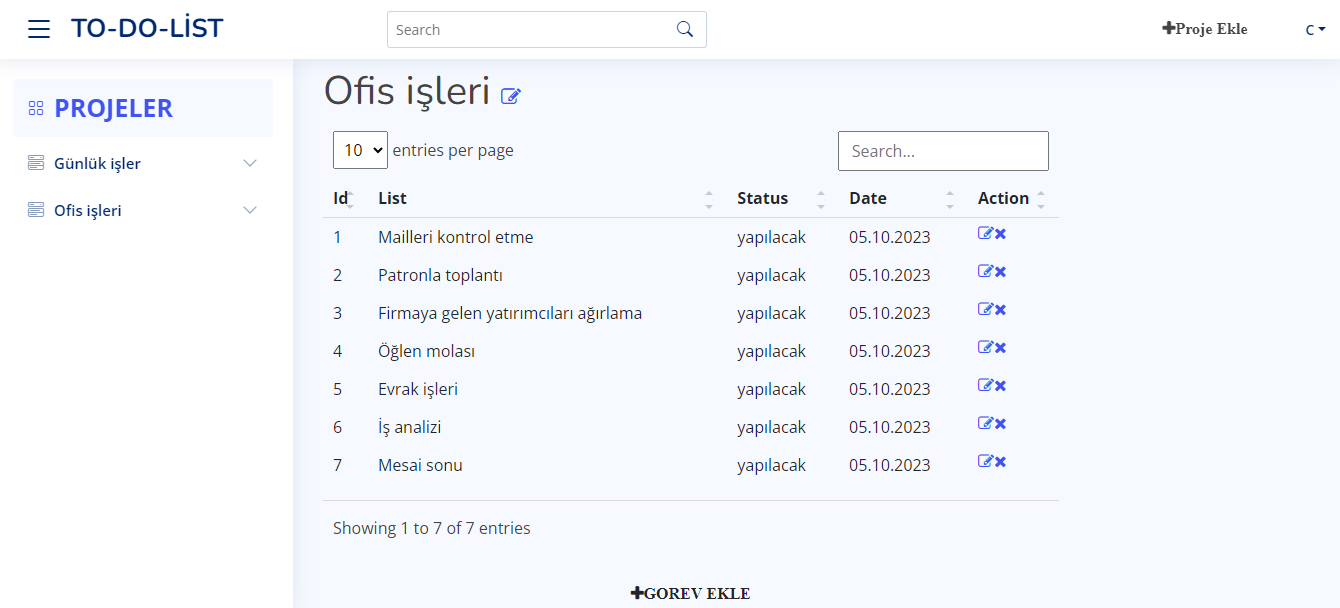 TO-DO-LİST
Search
Proje Ekle
C
PROJELER
Günlük işler
Ofis işleri
Ofis işleri
10 entries per page
Search...
Id List Status Date Action
1 Mailleri kontrol etme yapılacak 05.10.2023
2 Patronla toplantı yapılacak 05.10.2023
3 Firmaya gelen yatırımcıları ağırlama yapılacak 05.10.2023
4 Öğlen molası yapılacak 05.10.2023
5 Evrak işleri yapılacak 05.10.2023
6 İş analizi yapılacak 05.10.2023
7 Mesai sonu yapılacak 05.10.2023
Showing 1 to 7 of 7 entries
GOREV EKLE